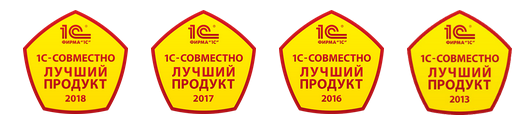 1С®
ФИРМА "1С"
1С-СОВМЕСТНО
ЛУЧШИЙ
ПРОДУКТ
2018
1С®
ФИРМА "1С"
1С-СОВМЕСТНО
ЛУЧШИЙ
ПРОДУКТ
2017
1С®
ФИРМА "1С"
1С-СОВМЕСТНО
ЛУЧШИЙ
ПРОДУКТ
2016
1С®
ФИРМА "1С"
1С-СОВМЕСТНО
ЛУЧШИЙ
ПРОДУКТ
2013